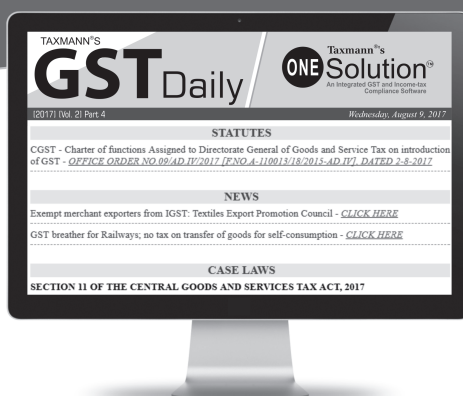 TAXMANN®'S
GST Daily
ONE Solution
Taxmann®'s
An Integrated GST and Income-tax
Compliance Software
(2017) (Vol. 2) Part 4
Wednesday, August 9, 2017
STATUTES
CGST - Charter of functions Assigned to Directorate General of Goods and Service Tax on introduction
of GST - OFFICE ORDER NO.09/AD.IV/2017 [F.NO.A-110013/18/2015-AD.IV], DATED 2-8-2017
NEWS
Exempt merchant exporters from IGST: Textiles Export Promotion Council - CLICK HERE
GST breather for Railways; no tax on transfer of goods for self-consumption - CLICK HERE
CASE LAWS
SECTION 11 OF THE CENTRAL GOODS AND SERVICES TAX ACT, 2017